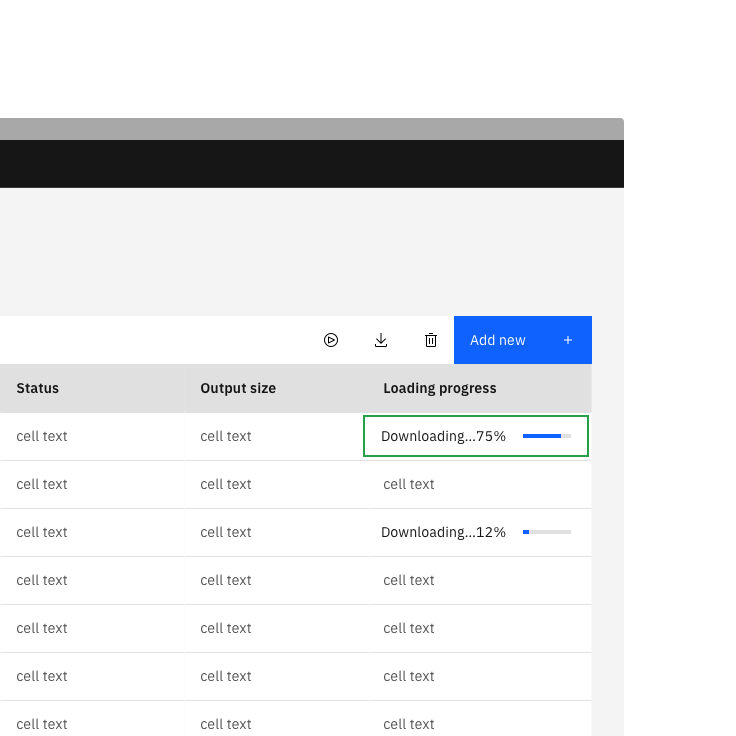 Add new +
Status Output size Loading progress
cell text cell text Downloading...75%
cell text cell text cell text
cell text cell text Downloading...12%
cell text cell text cell text
cell text cell text cell text
cell text cell text cell text
cell text cell text cell text